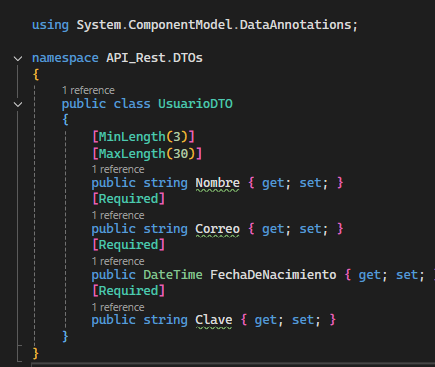 using System.ComponentModel.DataAnnotations;
namespace API_Rest.DTOs
{
1 reference
public class UsuarioDTO
{
[MinLength(3)]
[MaxLength(30)]
1 reference
public string Nombre { get; set; }
[Required]
1 reference
public string Correo { get; set; }
[Required]
1 reference
public DateTime FechaDeNacimiento { get; set;
[Required]
1 reference
public string Clave { get; set; }
}
}